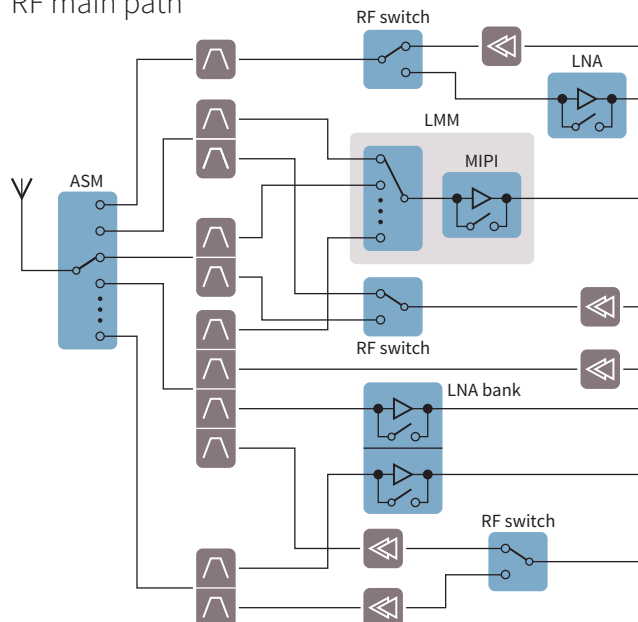 RF main path
RF switch
LNA
LMM
MIPI
ASM
RF switch
LNA bank
RF switch